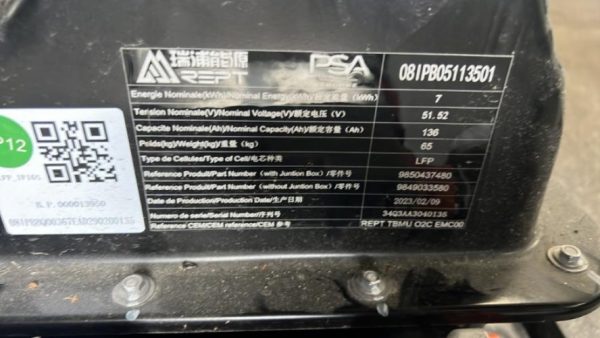 瑞浦能源
REPT
PSA
08IPB05113501
Energie Nominale(kWh)/Nominal Energy(kWh)/额定能量 (kWh) 7
Tension Nominale(V)/Nominal Voltage(V)/额定电压 (V) 51.52
Capacite Nominale(Ah)/Nominal Capacity(Ah)/额定容量 (Ah) 136
Poids(kg)/Weight(kg)/重量 (kg) 65
Type de Cellules/Type of Cell/电芯种类 LFP
Reference Produit/Part Number (with Juntion Box) /零件号 9850437480
Reference Produit/Part Number (without Juntion Box) /零件号 9849033580
Date de Production/Production Date/生产日期 2023/02/09
Numero de serie/Serial Number/序列号 34Q3AA3040135
Reference CEM/CEM reference/CEM 参考 REPT TBMU O2C EMC00
P12